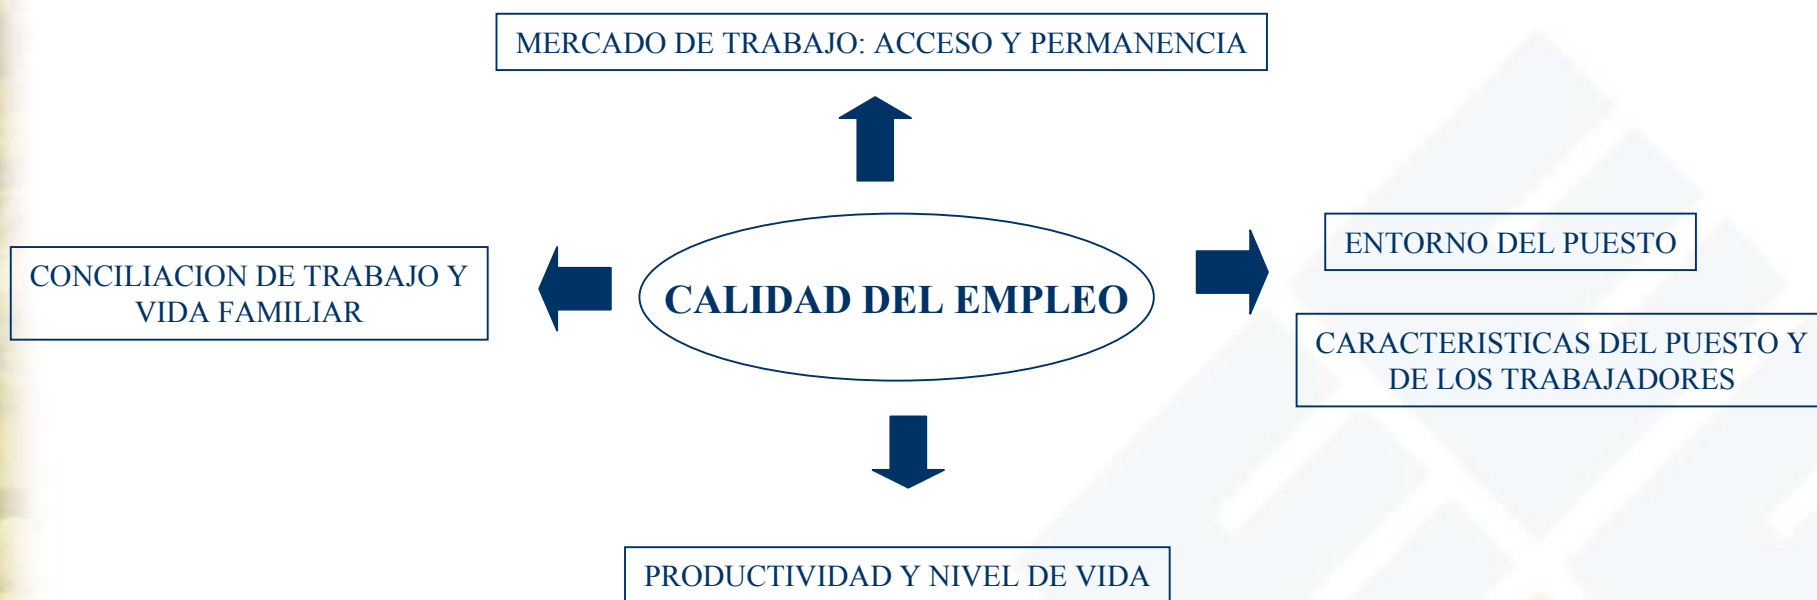 MERCADO DE TRABAJO: ACCESO Y PERMANENCIA
CONCILIACION DE TRABAJO Y
VIDA FAMILIAR
CALIDAD DEL EMPLEO
ENTORNO DEL PUESTO
CARACTERISTICAS DEL PUESTO Y
DE LOS TRABAJADORES
PRODUCTIVIDAD Y NIVEL DE VIDA